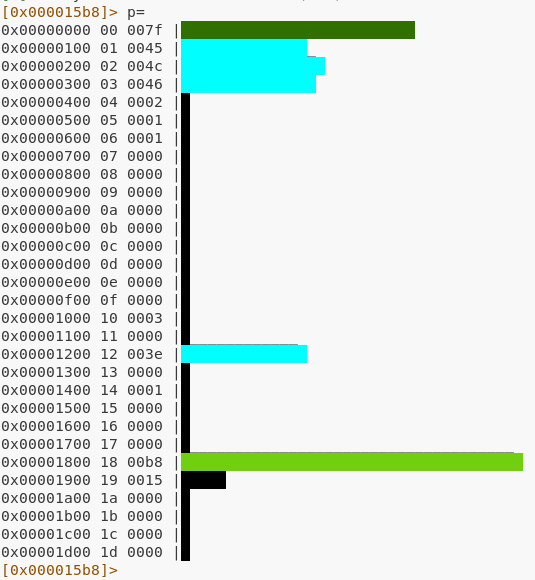 [0x000015b8]> p=
0x00000000 00 007f |
0x00000100 01 0045 |
0x00000200 02 004c |
0x00000300 03 0046 |
0x00000400 04 0002 |
0x00000500 05 0001 |
0x00000600 06 0001 |
0x00000700 07 0000 |
0x00000800 08 0000 |
0x00000900 09 0000 |
0x00000a00 0a 0000 |
0x00000b00 0b 0000 |
0x00000c00 0c 0000 |
0x00000d00 0d 0000 |
0x00000e00 0e 0000 |
0x00000f00 0f 0000 |
0x00001000 10 0003 |
0x00001100 11 0000 |
0x00001200 12 003e |
0x00001300 13 0000 |
0x00001400 14 0001 |
0x00001500 15 0000 |
0x00001600 16 0000 |
0x00001700 17 0000 |
0x00001800 18 00b8 |
0x00001900 19 0015 |
0x00001a00 1a 0000 |
0x00001b00 1b 0000 |
0x00001c00 1c 0000 |
0x00001d00 1d 0000 |
[0x000015b8]>